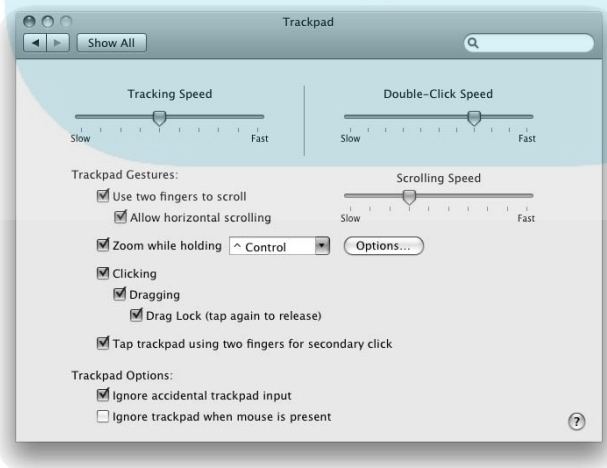 Trackpad
Show All
Tracking Speed
Double-Click Speed
Slow Fast
Slow Fast
Trackpad Gestures:
Scrolling Speed
Use two fingers to scroll
Allow horizontal scrolling
Slow Fast
Zoom while holding ^ Control Options...
Clicking
Dragging
Drag Lock (tap again to release)
Tap trackpad using two fingers for secondary click
Trackpad Options:
Ignore accidental trackpad input
Ignore trackpad when mouse is present
?